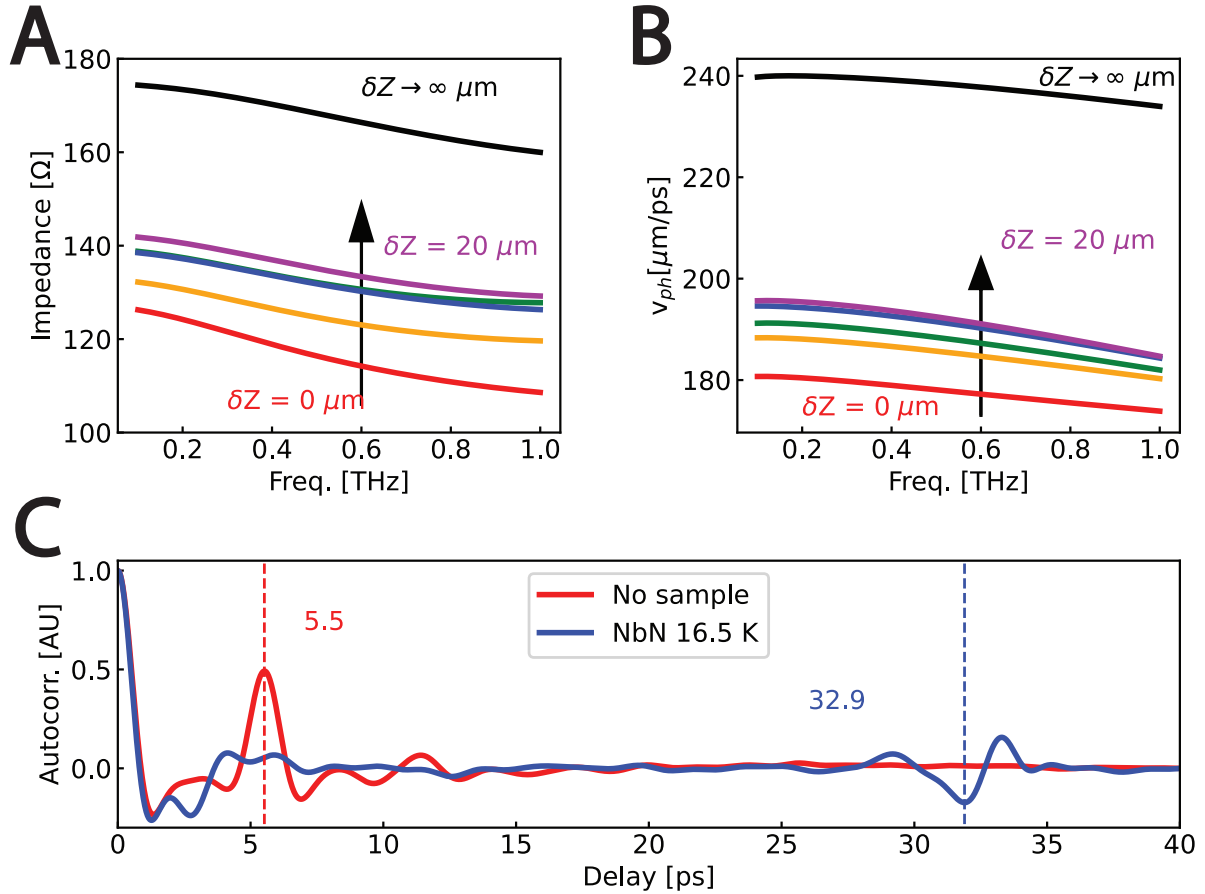 A
B
180
160
140
120
100
Impedance [Ω]
δZ → ∞ μm
δZ = 20 μm
δZ = 0 μm
0.2 0.4 0.6 0.8 1.0
Freq. [THz]
240
220
200
180
v_ph[μm/ps]
δZ → ∞ μm
δZ = 20 μm
δZ = 0 μm
0.2 0.4 0.6 0.8 1.0
Freq. [THz]
C
1.0
0.5
0.0
Autocorr. [AU]
5.5
No sample
NbN 16.5 K
32.9
0 5 10 15 20 25 30 35 40
Delay [ps]